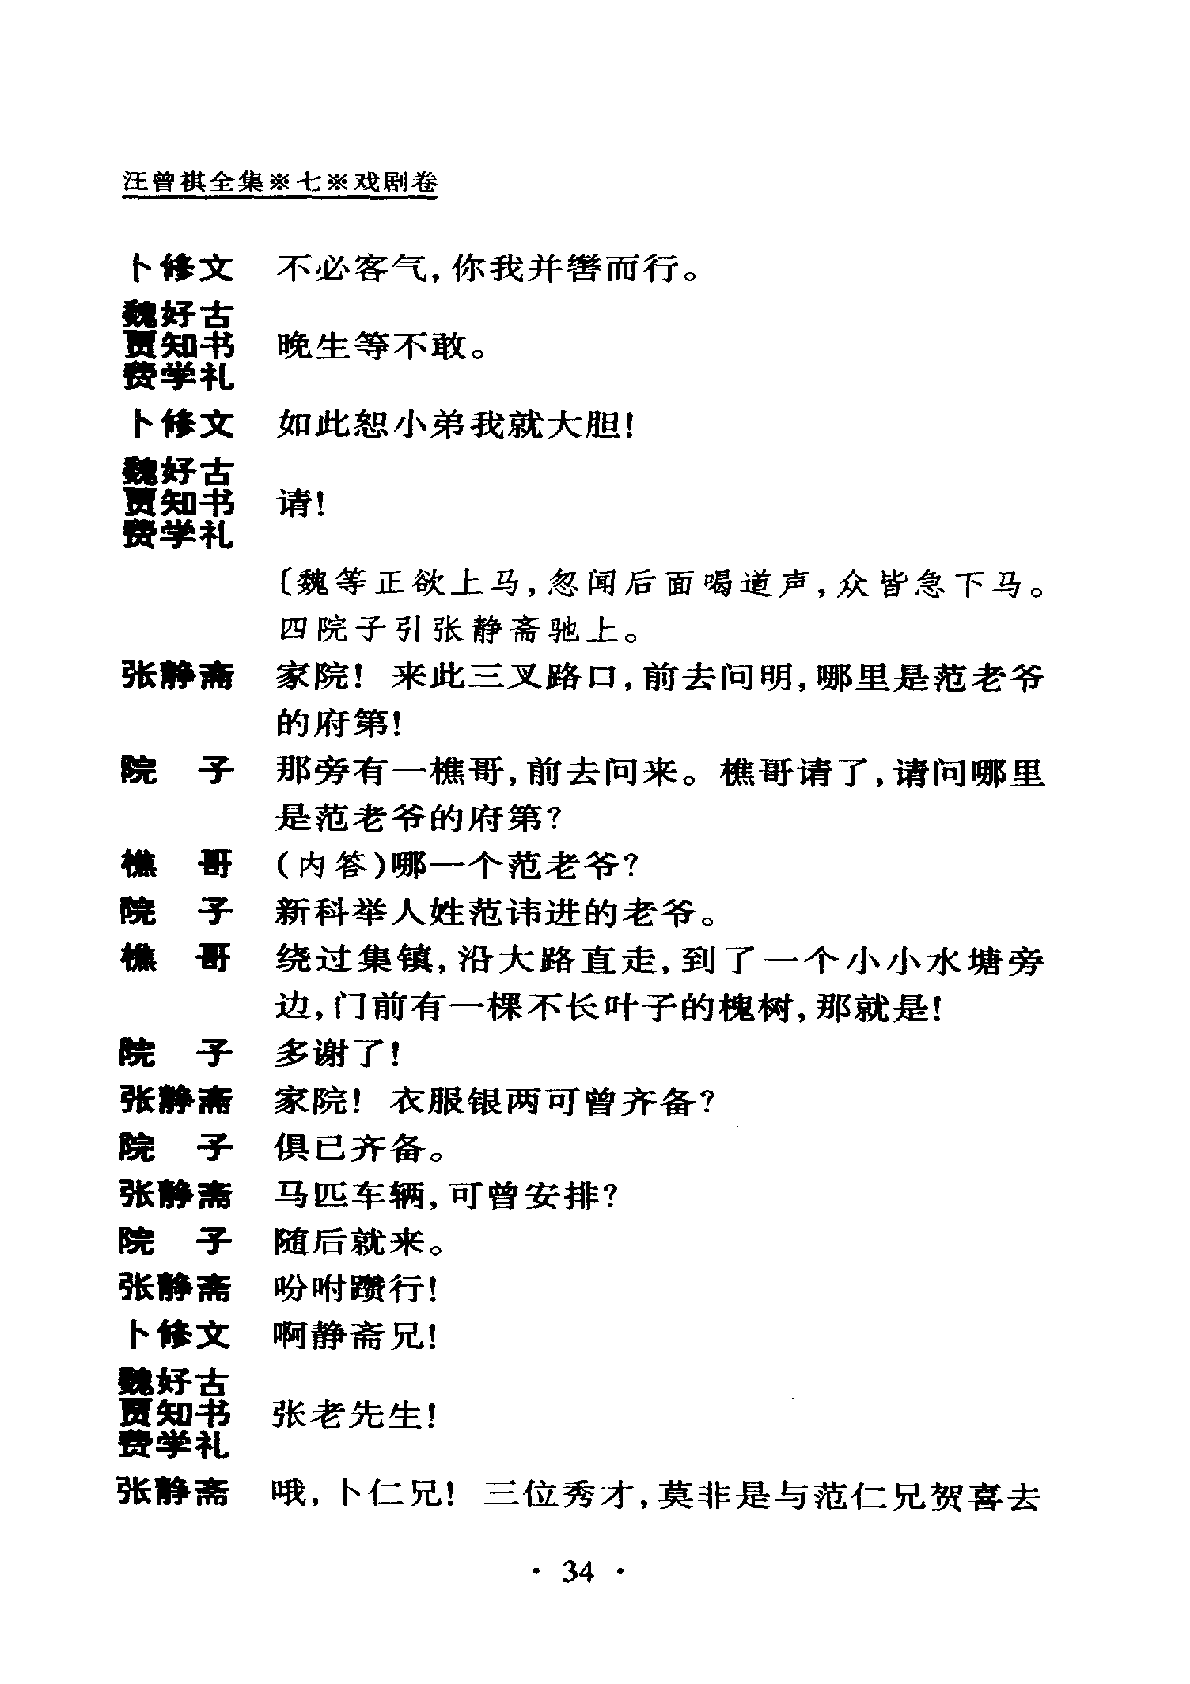 汪曾祺全集※七※戏剧卷
卜修文 不必客气,你我并辔而行。
魏好古
贾知书 晚生等不敢。
费学礼
卜修文 如此恕小弟我就大胆!
魏好古
贾知书 请!
费学礼
〔魏等正欲上马,忽闻后面喝道声,众皆急下马。
四院子引张静斋驰上。
张静斋 家院! 来此三叉路口,前去问明,哪里是范老爷
的府第!
院 子 那旁有一樵哥,前去问来。樵哥请了,请问哪里
是范老爷的府第?
樵 哥 (内答)哪一个范老爷?
院 子 新科举人姓范讳进的老爷。
樵 哥 绕过集镇,沿大路直走,到了一个小小水塘旁
边,门前有一棵不长叶子的槐树,那就是!
院 子 多谢了!
张静斋 家院! 衣服银两可曾齐备?
院 子 俱已齐备。
张静斋 马匹车辆,可曾安排?
院 子 随后就来。
张静斋 吩咐躜行!
卜修文 啊静斋兄!
魏好古
贾知书 张老先生!
费学礼
张静斋 哦,卜仁兄! 三位秀才,莫非是与范仁兄贺喜去
· 34 ·